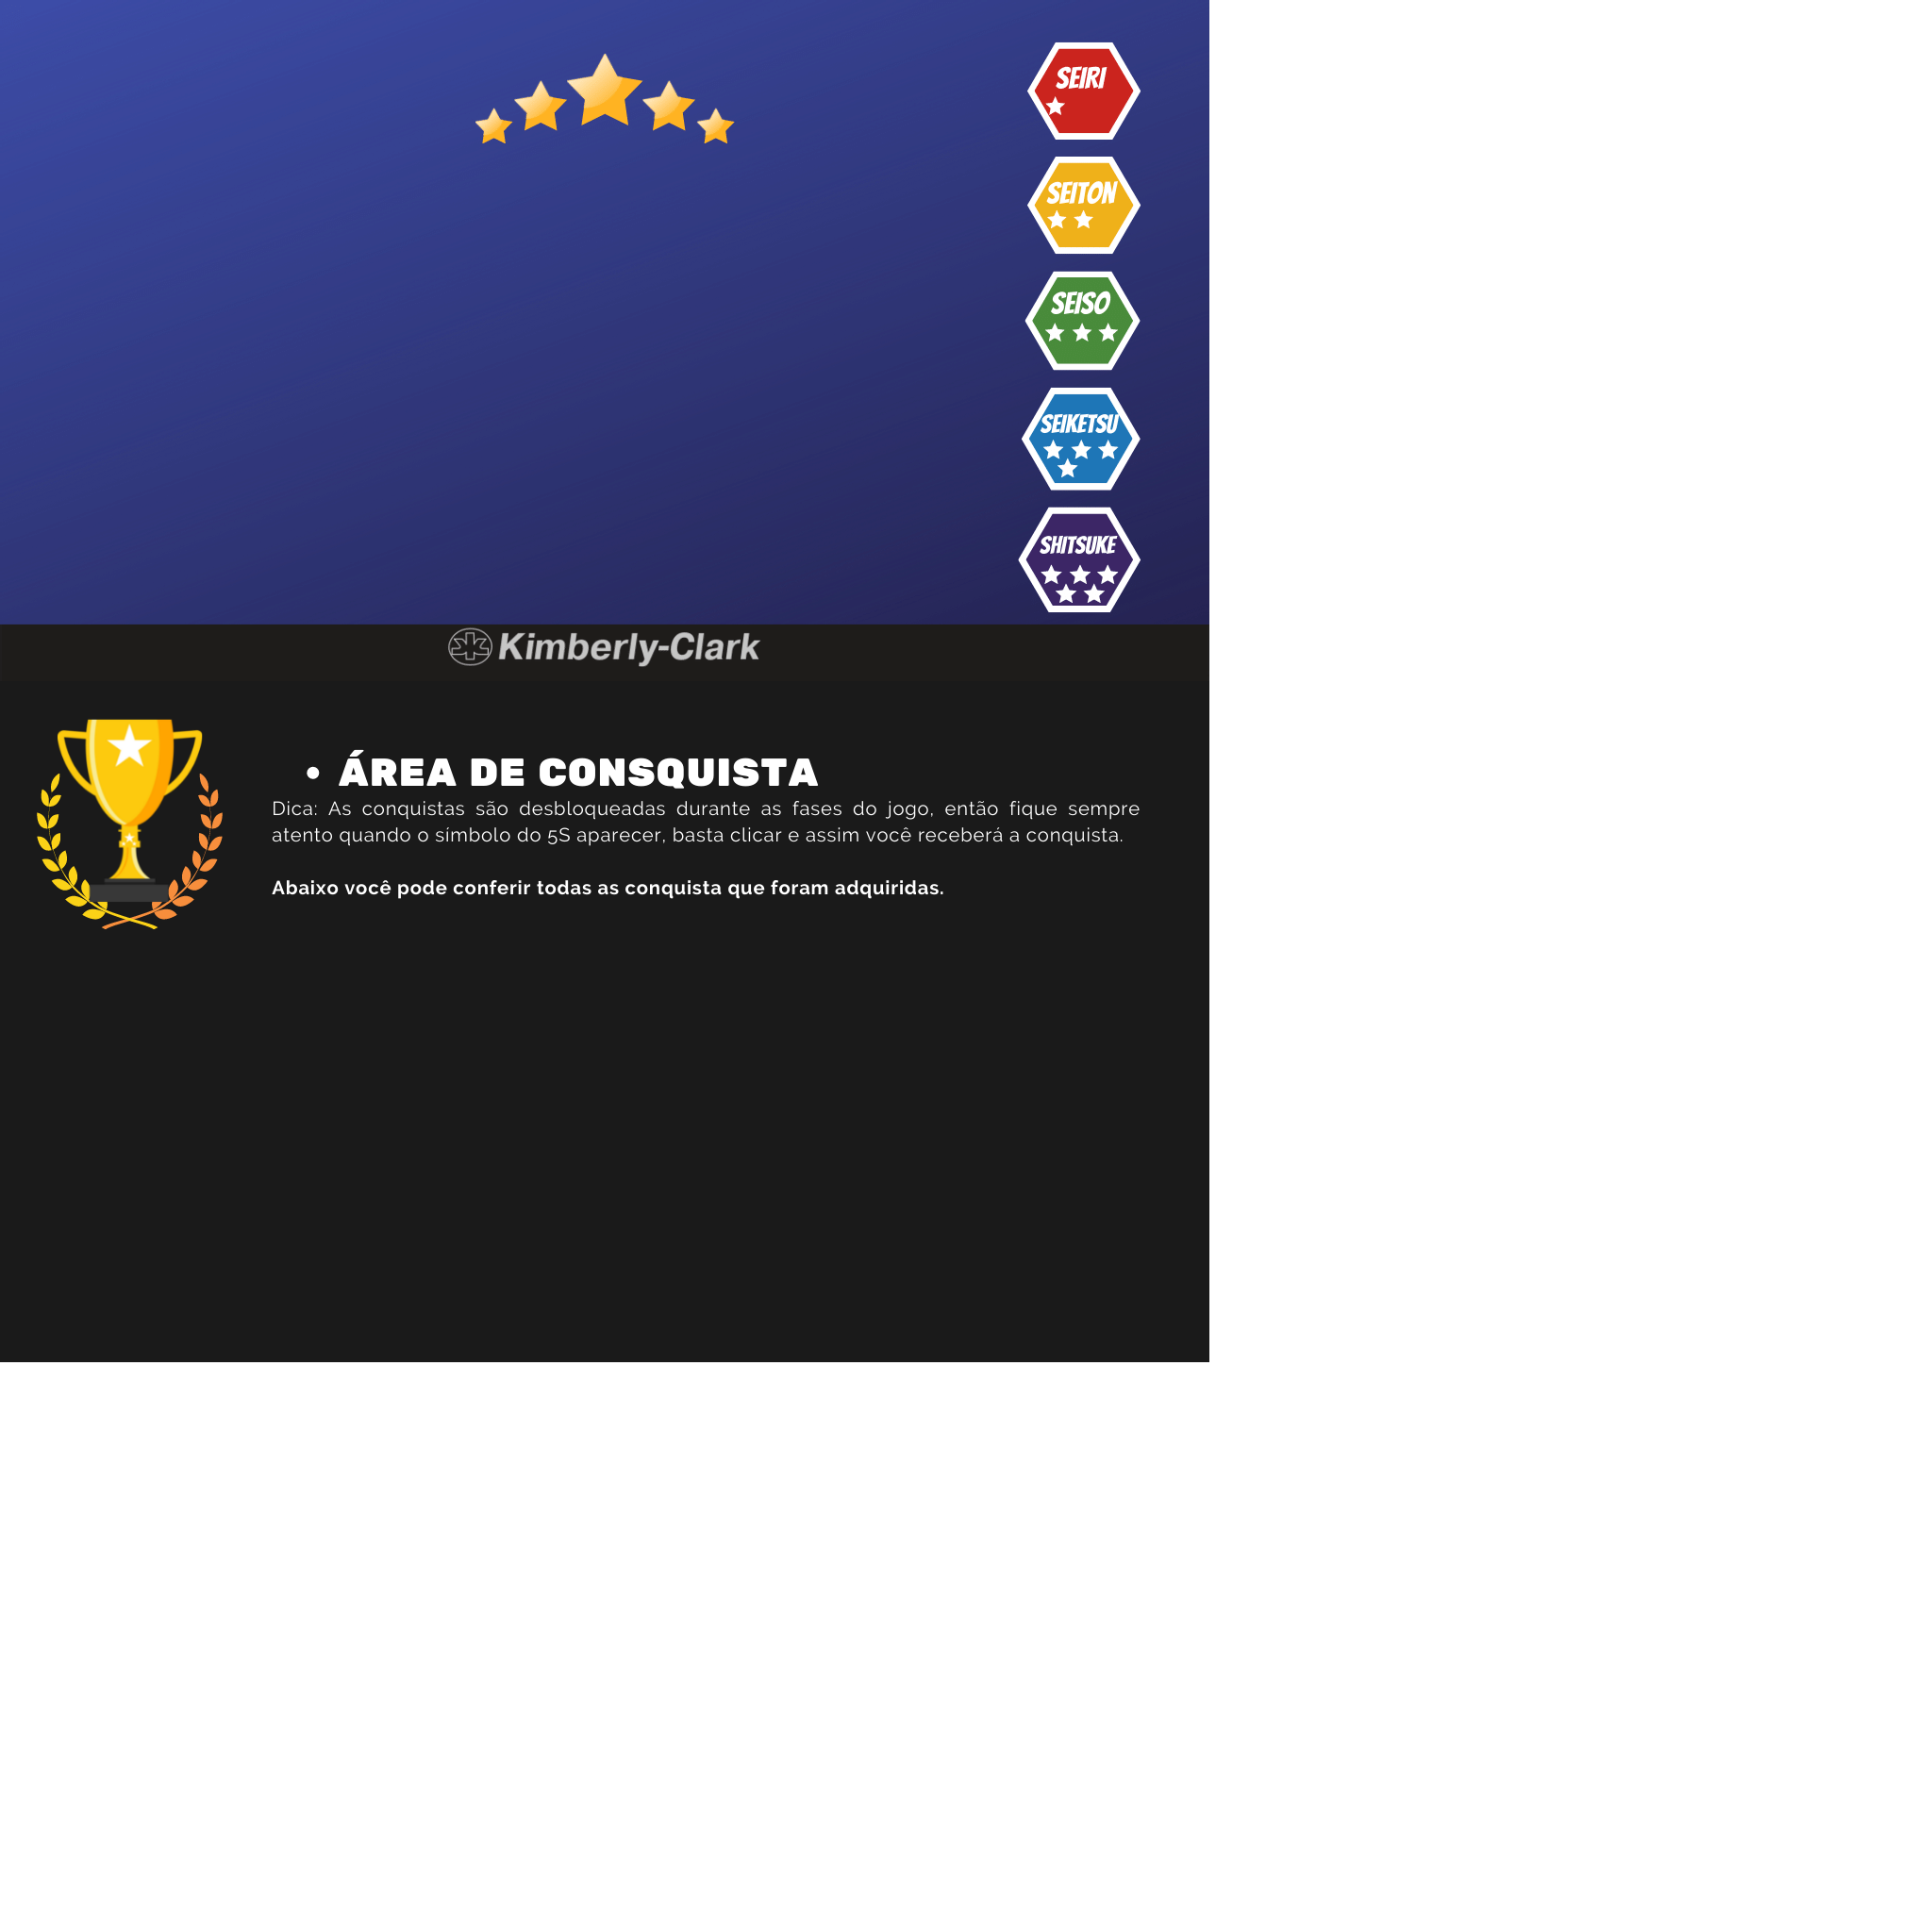 SEIRI
SEITON
SEISO
SEIKETSU
SHITSUKE
Kimberly-Clark
• ÁREA DE CONSQUISTA
Dica: As conquistas são desbloqueadas durante as fases do jogo, então fique sempre
atento quando o símbolo do 5S aparecer, basta clicar e assim você receberá a conquista.
Abaixo você pode conferir todas as conquista que foram adquiridas.